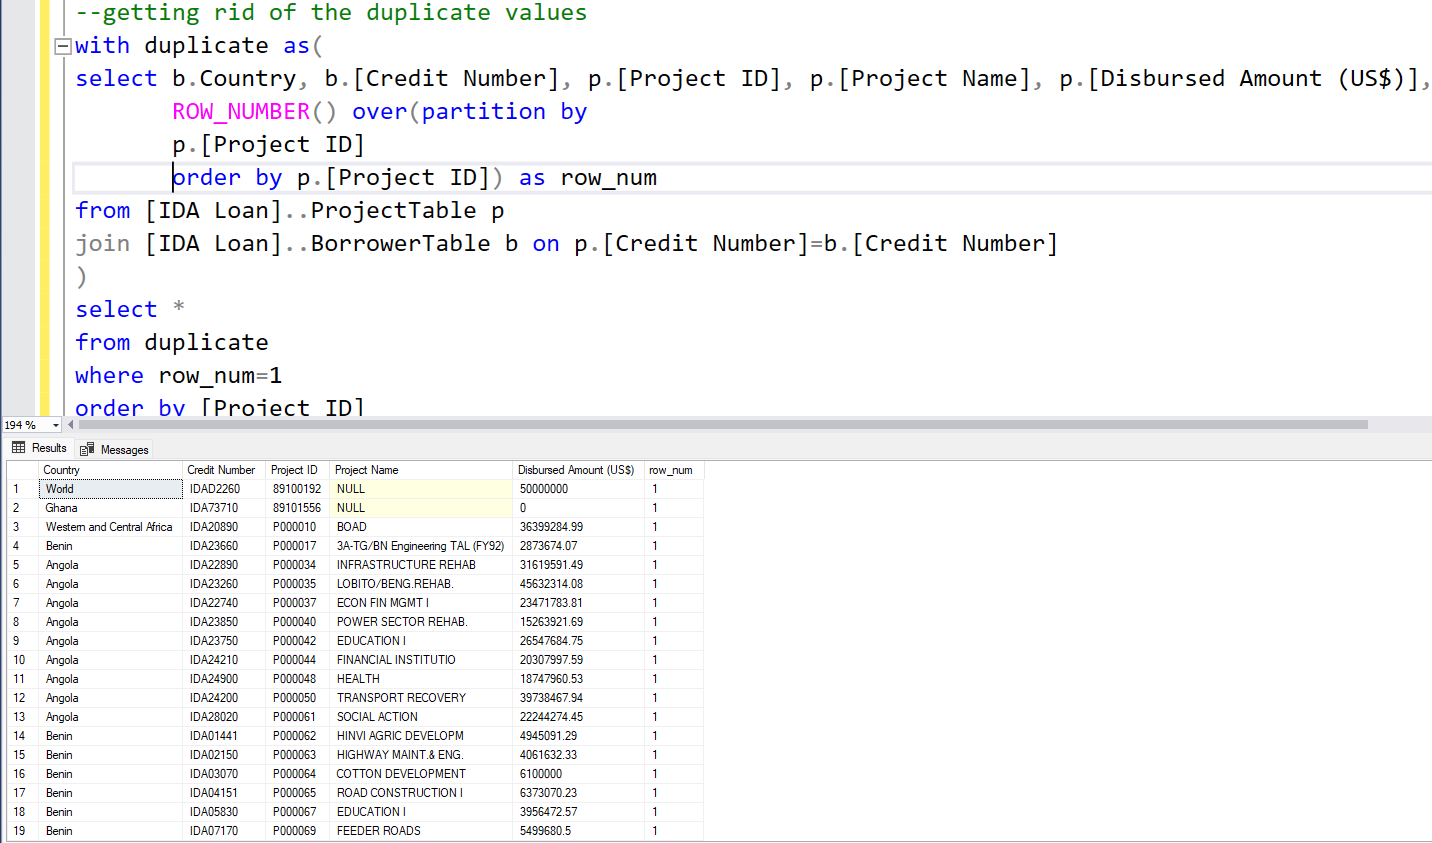 --getting rid of the duplicate values
with duplicate as(
select b.Country, b.[Credit Number], p.[Project ID], p.[Project Name], p.[Disbursed Amount (US$)],
ROW_NUMBER() over(partition by
p.[Project ID]
order by p.[Project ID]) as row_num
from [IDA Loan]..ProjectTable p
join [IDA Loan]..BorrowerTable b on p.[Credit Number]=b.[Credit Number]
)
select *
from duplicate
where row_num=1
order by [Project ID]
194 %
Results Messages
Country Credit Number Project ID Project Name Disbursed Amount (US$) row_num
1 World IDAD2260 89100192 NULL 50000000 1
2 Ghana IDA73710 89101556 NULL 0 1
3 Western and Central Africa IDA20890 P000010 BOAD 36399284.99 1
4 Benin IDA23660 P000017 3A-TG/BN Engineering TAL (FY92) 2873674.07 1
5 Angola IDA22890 P000034 INFRASTRUCTURE REHAB 31619591.49 1
6 Angola IDA23260 P000035 LOBITO/BENG.REHAB. 45632314.08 1
7 Angola IDA22740 P000037 ECON FIN MGMT I 23471783.81 1
8 Angola IDA23850 P000040 POWER SECTOR REHAB. 15263921.69 1
9 Angola IDA23750 P000042 EDUCATION I 26547684.75 1
10 Angola IDA24210 P000044 FINANCIAL INSTITUTIO 20307997.59 1
11 Angola IDA24900 P000048 HEALTH 18747960.53 1
12 Angola IDA24200 P000050 TRANSPORT RECOVERY 39738467.94 1
13 Angola IDA28020 P000061 SOCIAL ACTION 22244274.45 1
14 Benin IDA01441 P000062 HINVI AGRIC DEVELOPM 4945091.29 1
15 Benin IDA02150 P000063 HIGHWAY MAINT.& ENG. 4061632.33 1
16 Benin IDA03070 P000064 COTTON DEVELOPMENT 6100000 1
17 Benin IDA04151 P000065 ROAD CONSTRUCTION I 6373070.23 1
18 Benin IDA05830 P000067 EDUCATION I 3956472.57 1
19 Benin IDA07170 P000069 FEEDER ROADS 5499680.5 1